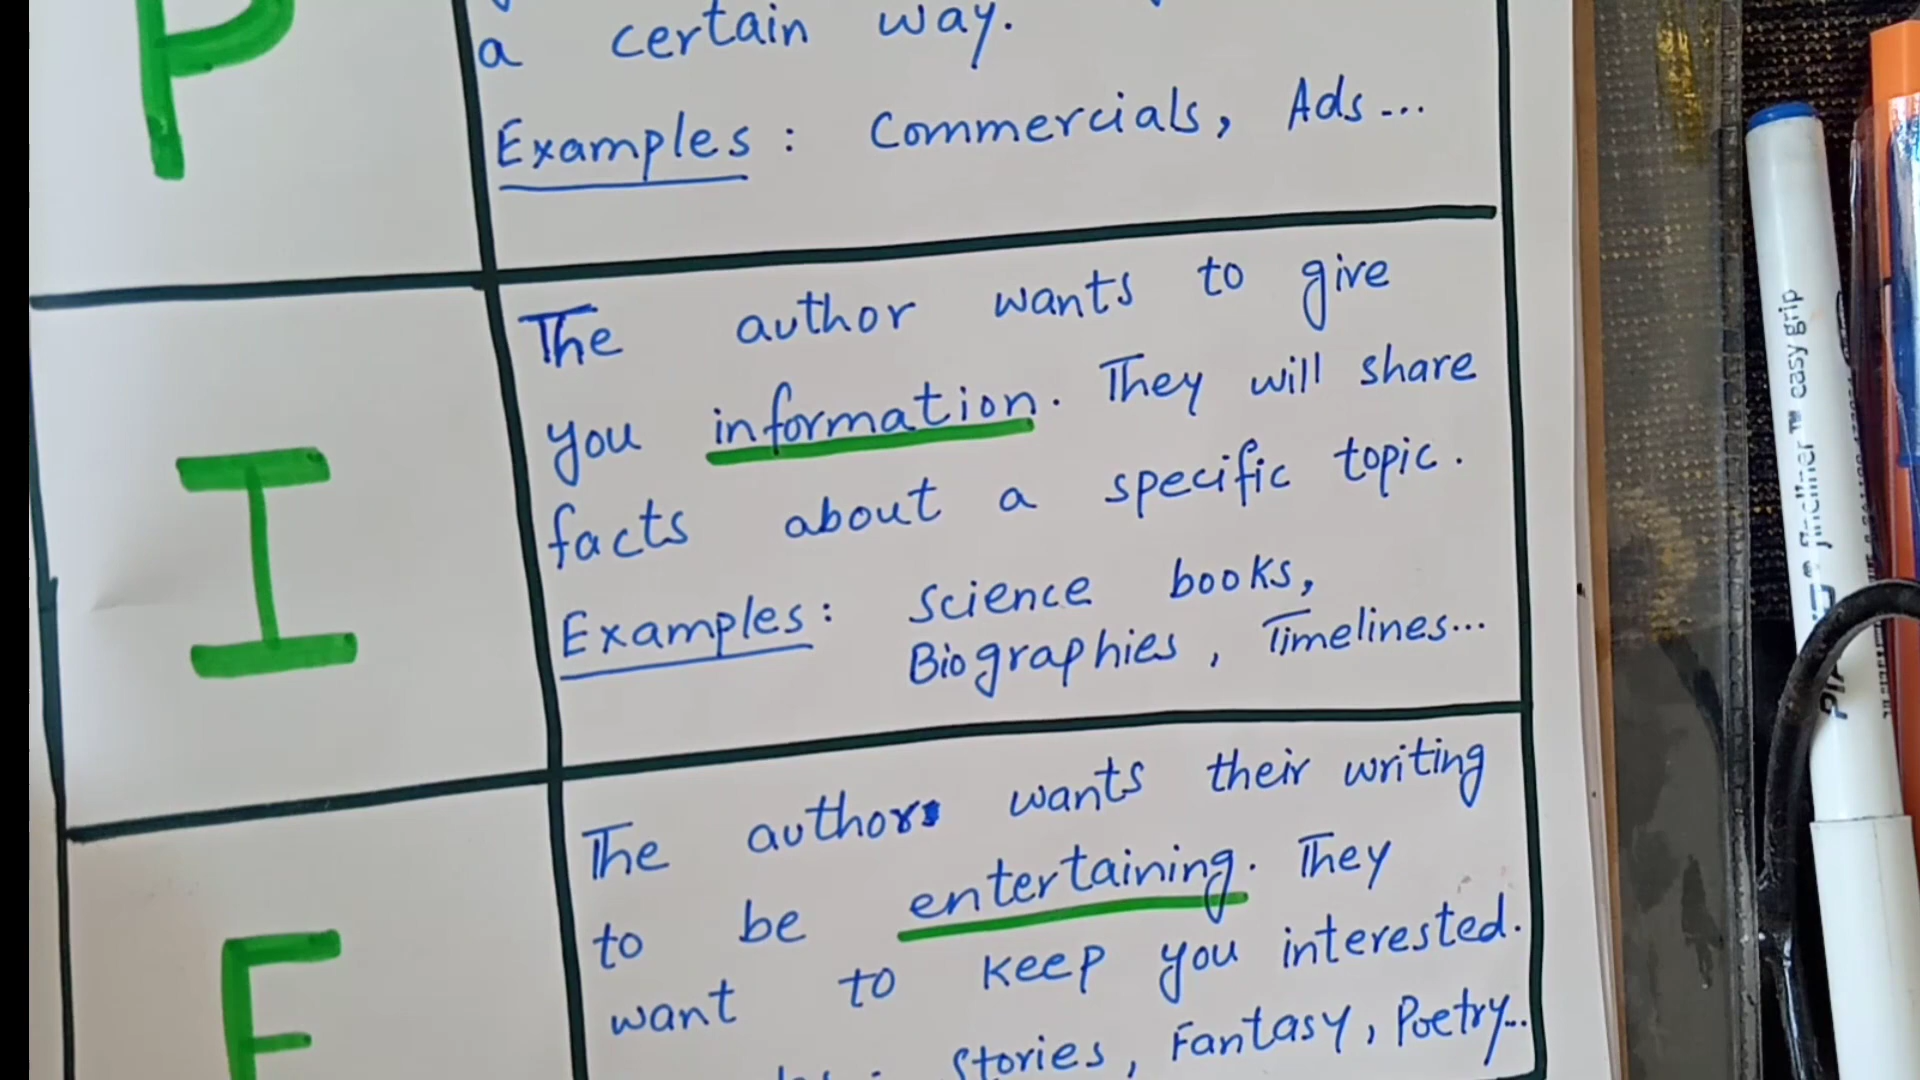 P
a certain way.
Examples: Commercials, Ads...
I
The author wants to give
you information. They will share
facts about a specific topic.
Examples: Science books,
Biographies, Timelines...
E
The author wants their writing
to be entertaining. They
want to keep you interested.
Stories, Fantasy, Poetry...
fineliner™ easy grip